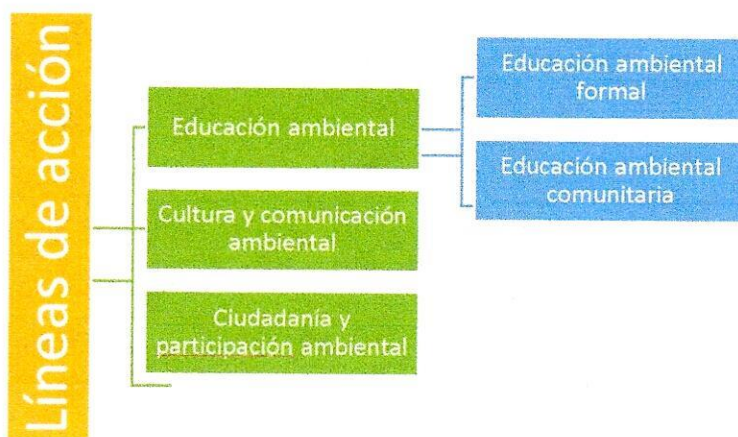 Líneas de acción
Educación ambiental
Cultura y comunicación
ambiental
Ciudadanía y
participación ambiental
Educación ambiental
formal
Educación ambiental
comunitaria